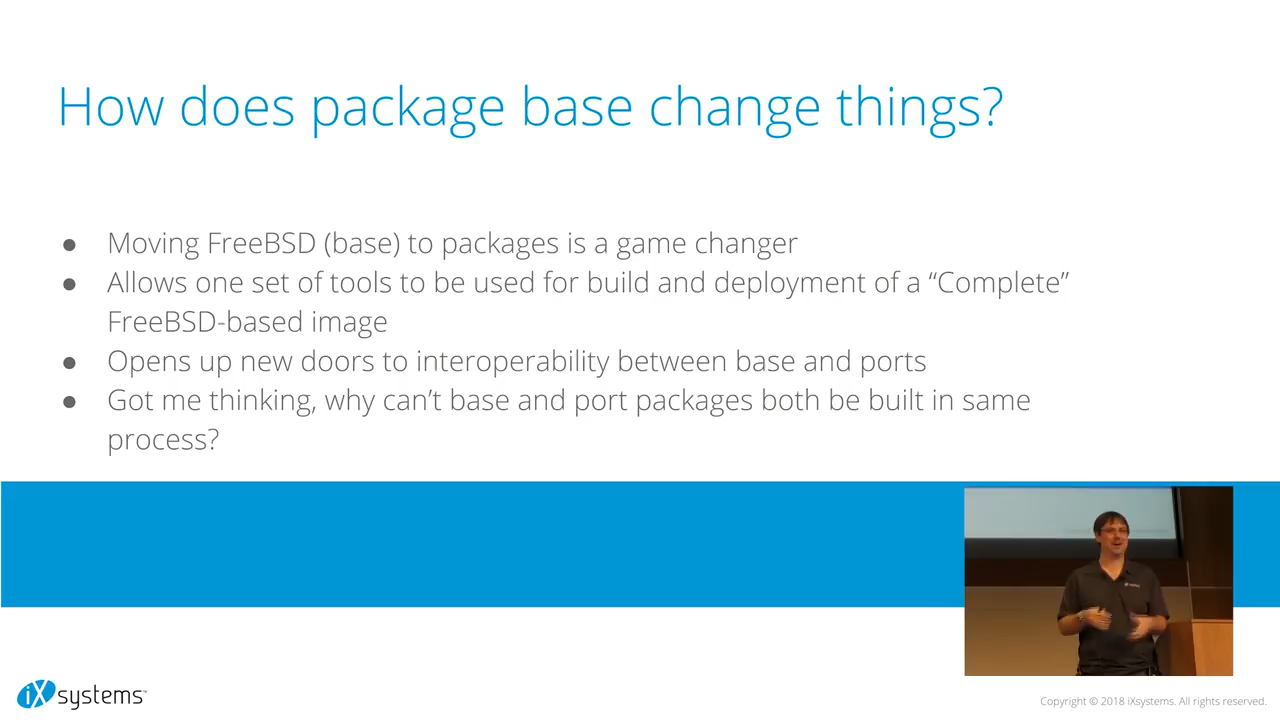 How does package base change things?
● Moving FreeBSD (base) to packages is a game changer
● Allows one set of tools to be used for build and deployment of a “Complete”
FreeBSD-based image
● Opens up new doors to interoperability between base and ports
● Got me thinking, why can’t base and port packages both be built in same
process?
iXsystems™
Copyright © 2018 iXsystems. All rights reserved.